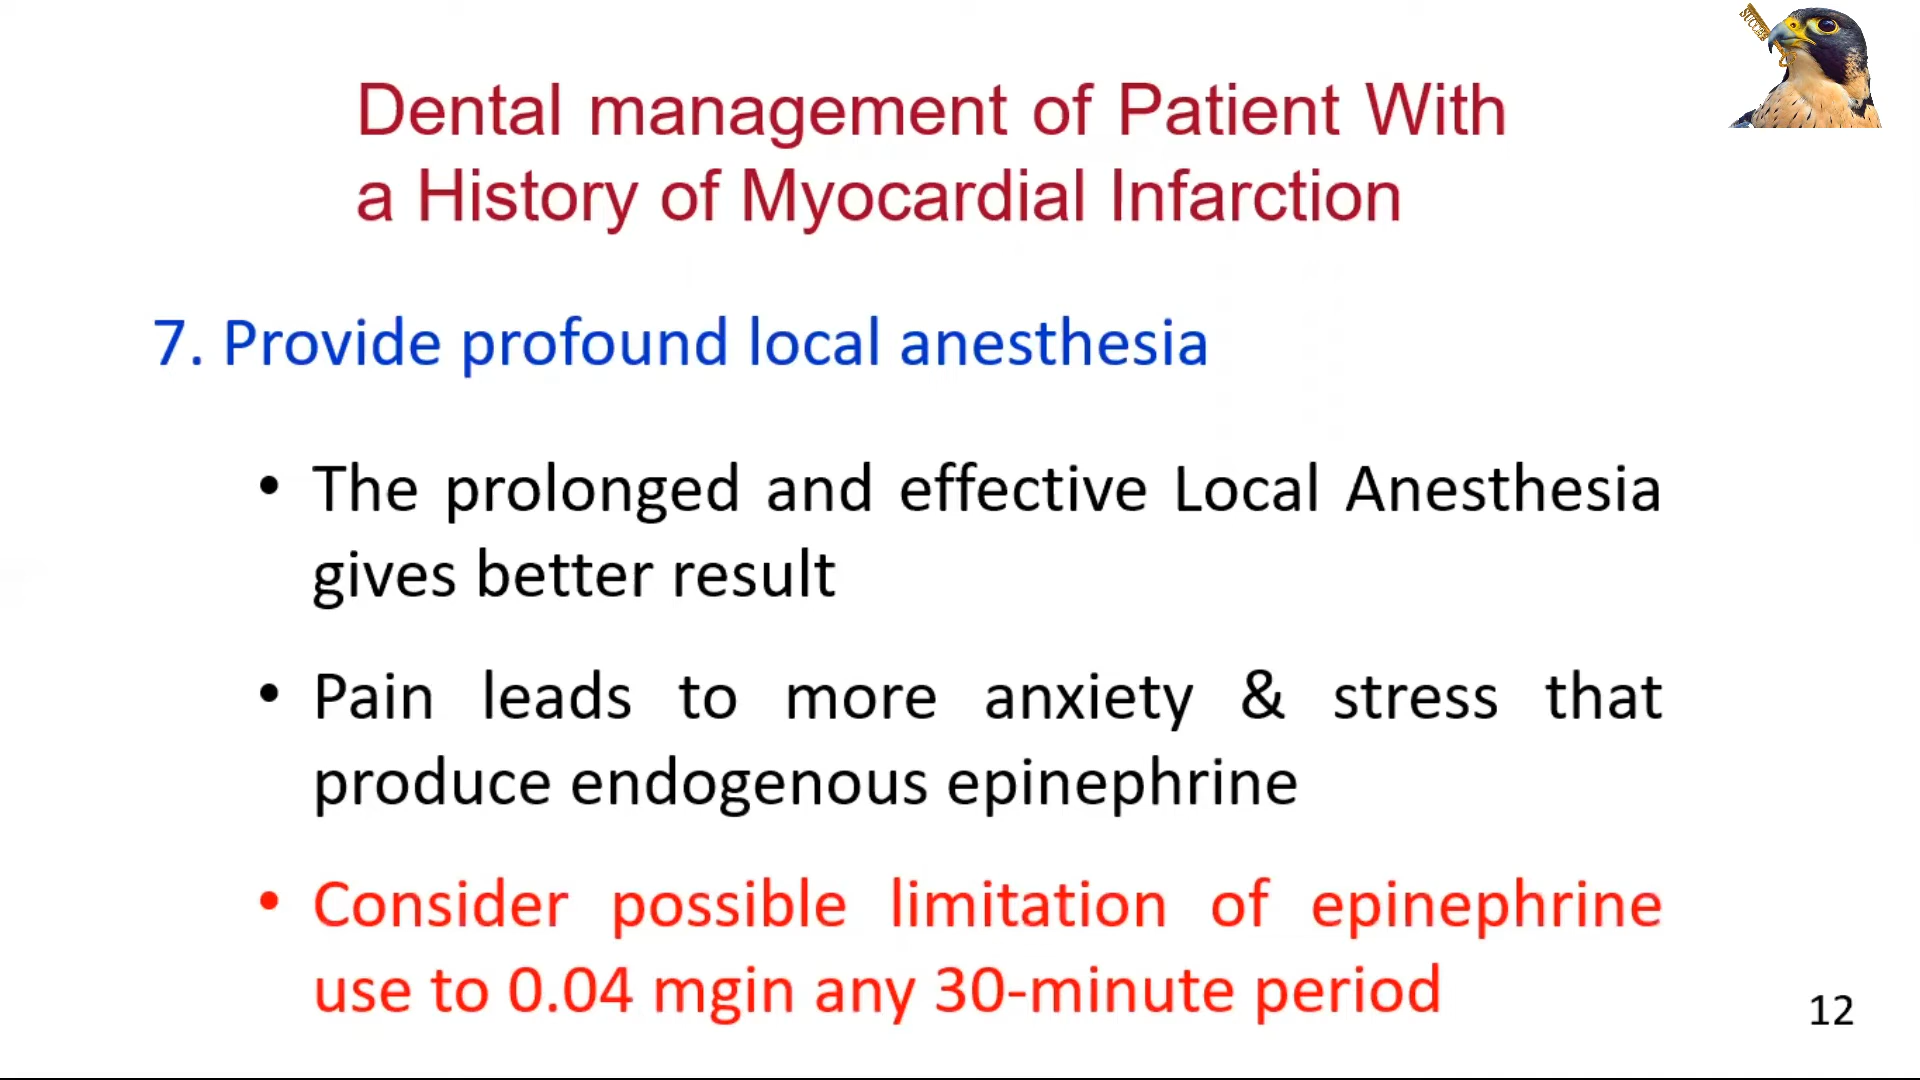 SUCCESS
Dental management of Patient With
a History of Myocardial Infarction
7. Provide profound local anesthesia
• The prolonged and effective Local Anesthesia
gives better result
• Pain leads to more anxiety & stress that
produce endogenous epinephrine
• Consider possible limitation of epinephrine
use to 0.04 mgin any 30-minute period
12